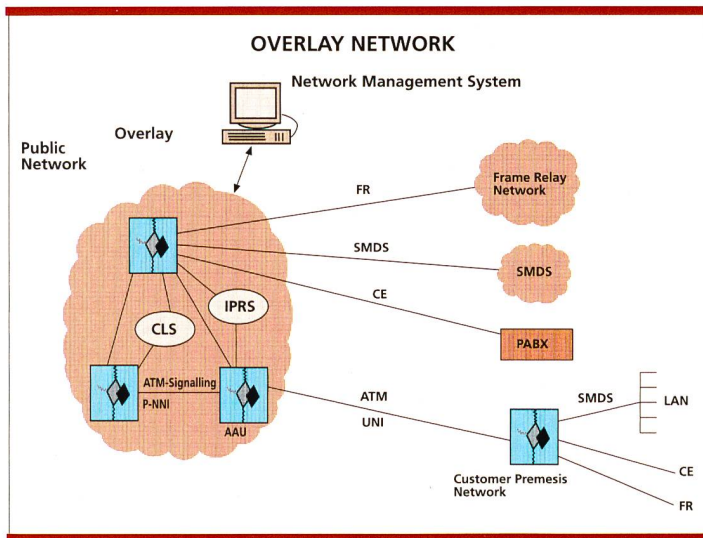 OVERLAY NETWORK
Network Management System
Overlay
Public
Network
FR
Frame Relay
Network
SMDS
SMDS
CE
IPRS
CLS
PABX
ATM-Signalling
P-NNI
AAU
ATM
UNI
SMDS
LAN
Customer Premesis
Network
CE
FR